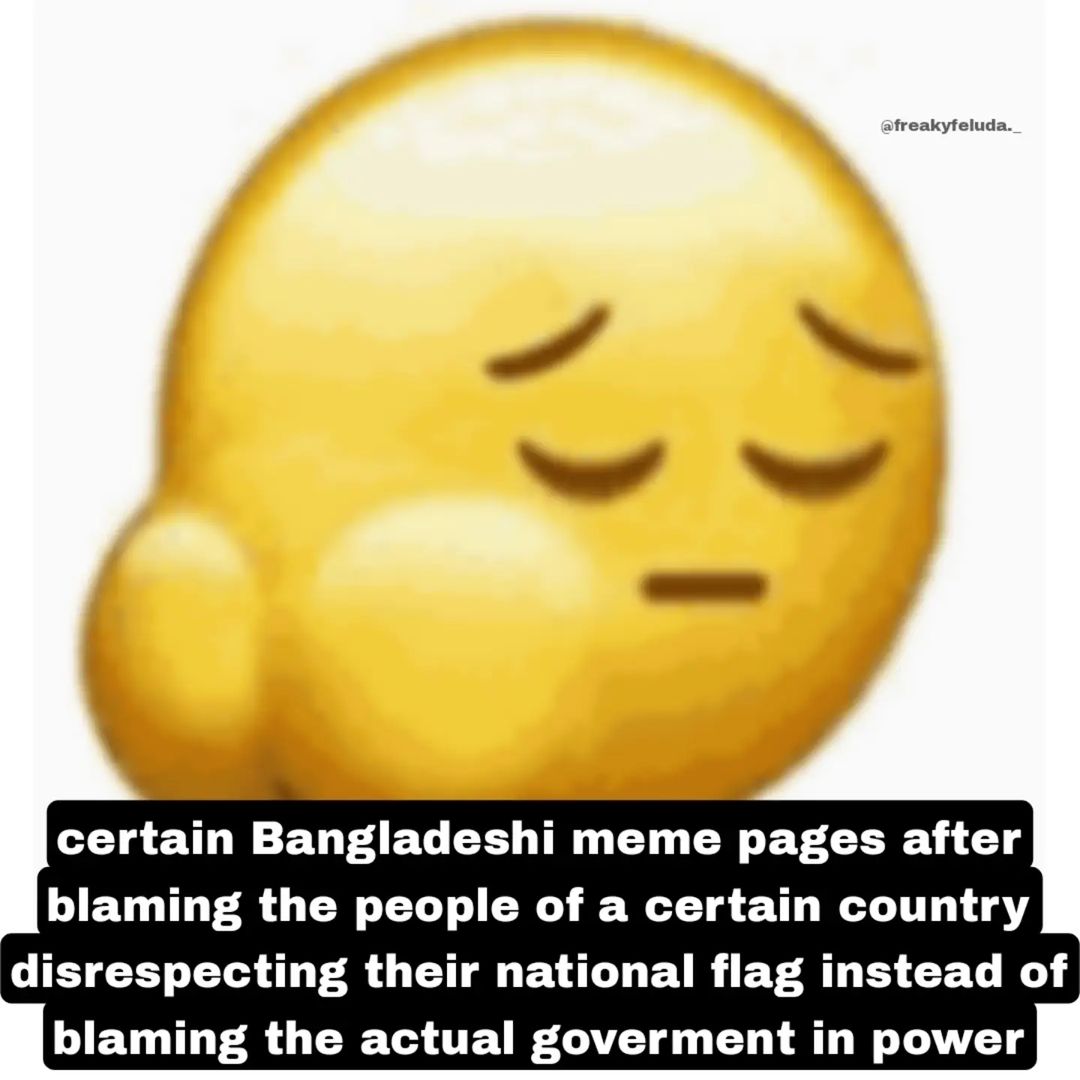 @freakyfeluda._
certain Bangladeshi meme pages after
blaming the people of a certain country
disrespecting their national flag instead of
blaming the actual goverment in power